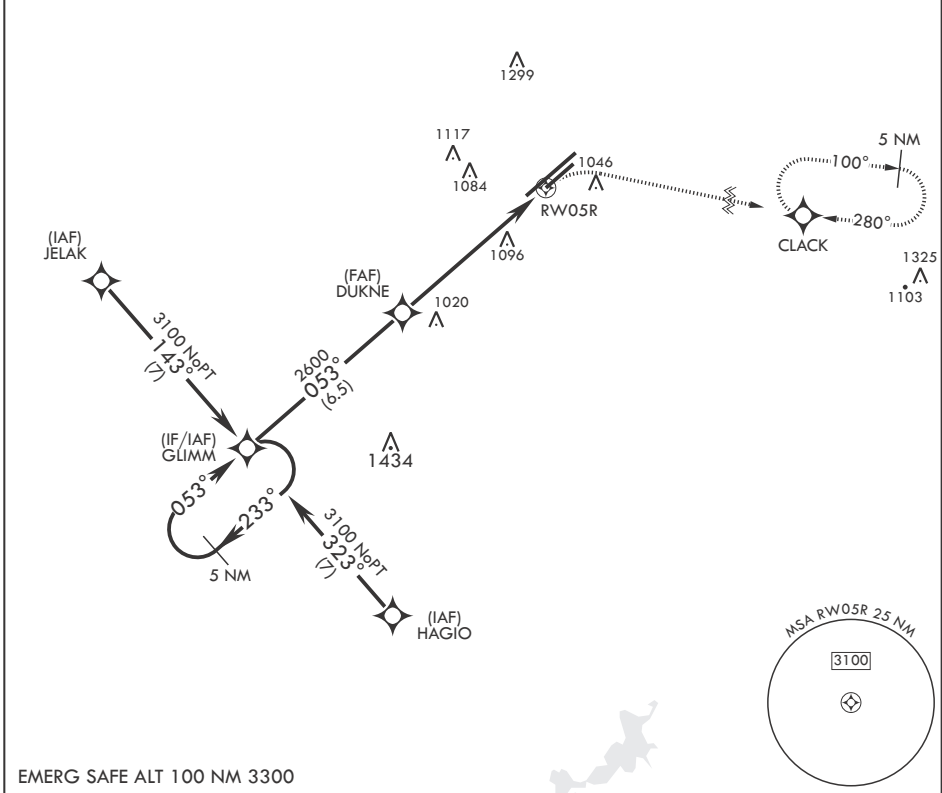 1299
1117
1084
1046
RW05R
5 NM
100°
280°
CLACK
1096
1325
1103
(IAF)
JELAK
(FAF)
DUKNE
1020
3100 NoPT
143°
(7)
2600
053°
(6.5)
(IF/IAF)
GLIMM
1434
053°
233°
5 NM
3100 NoPT
323°
(7)
(IAF)
HAGIO
MSA RW05R 25 NM
3100
EMERG SAFE ALT 100 NM 3300